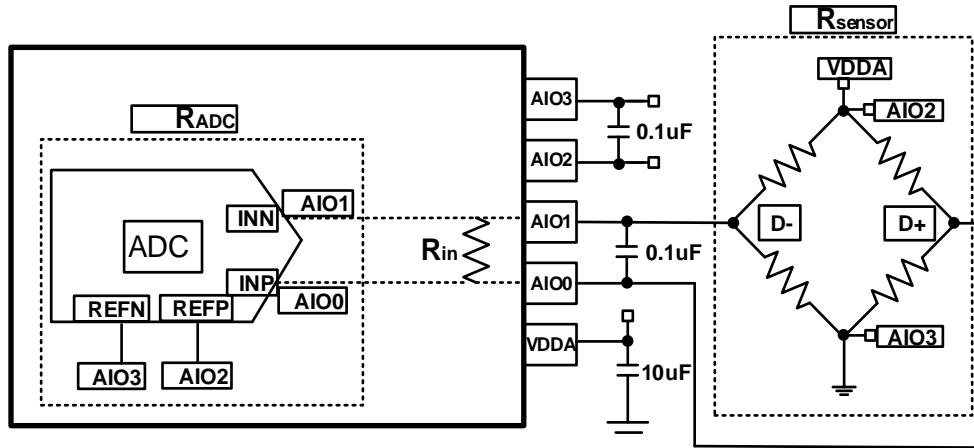 Rsensor
VDDA
AIO2
D-
D+
AIO3
RADC
AIO3
0.1uF
AIO2
AIO1
INN
AIO1
ADC
Rin
0.1uF
INP
AIO0
AIO0
REFN
REFP
VDDA
10uF
AIO3
AIO2